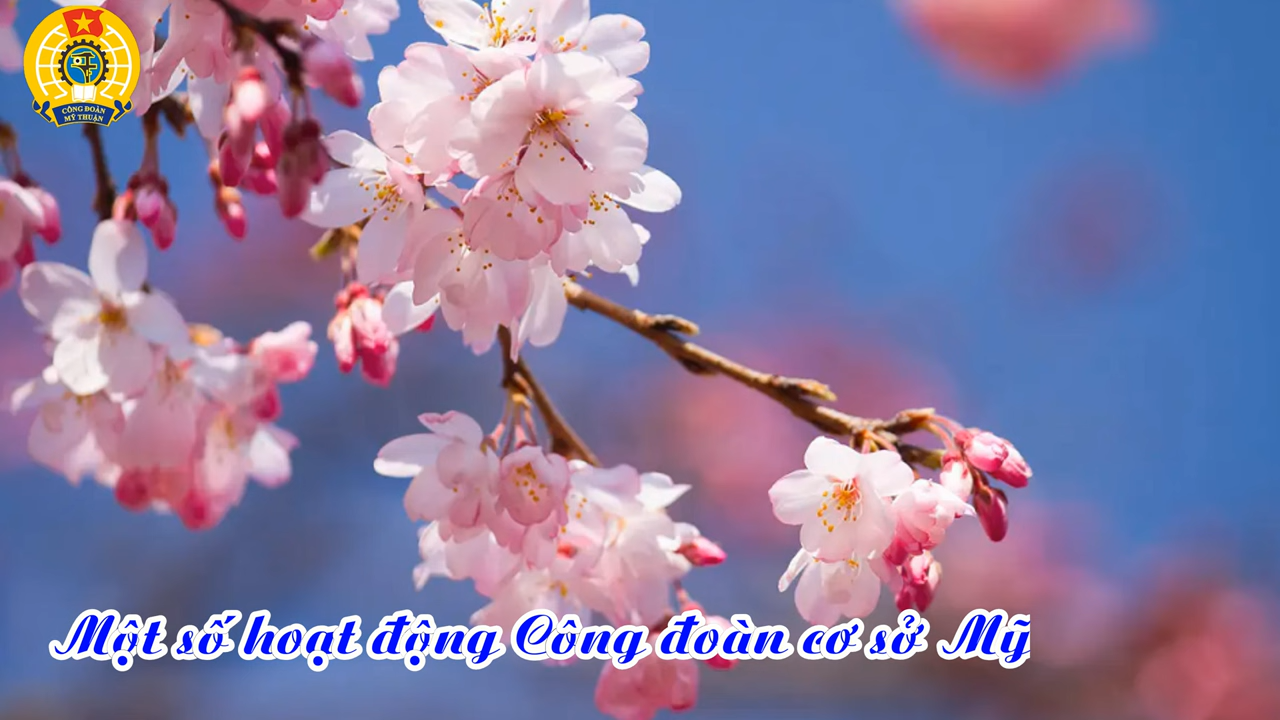 CÔNG ĐOÀN
MỸ THUẬN
Một số hoạt động Công đoàn cơ sở Mỹ